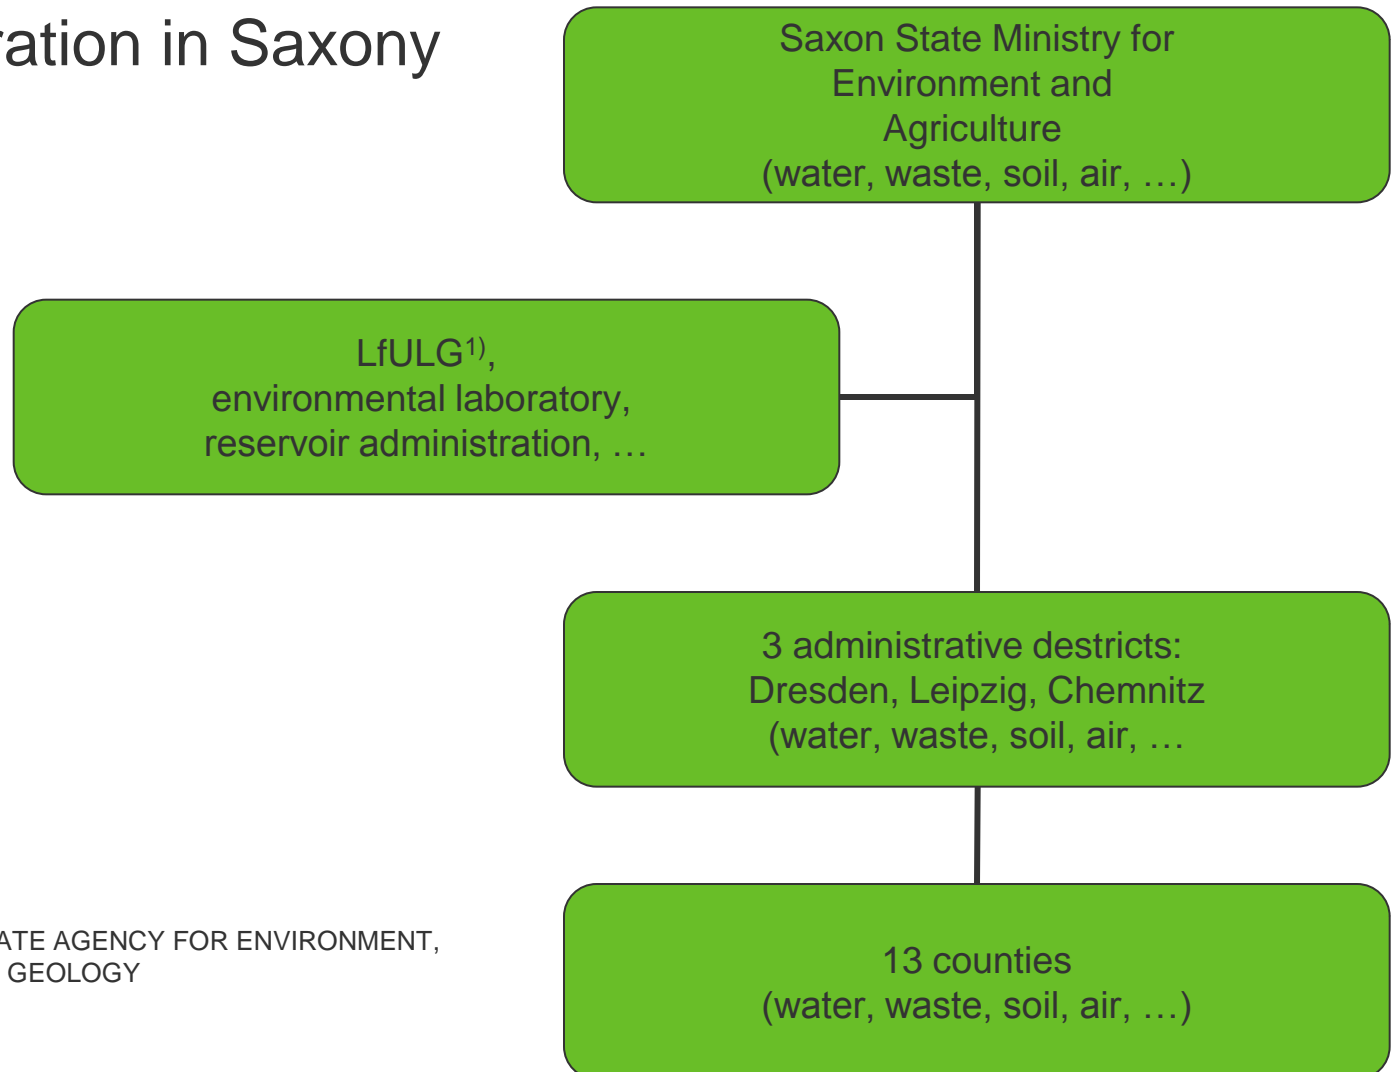 ration in Saxony
Saxon State Ministry for
Environment and
Agriculture
(water, waste, soil, air, …)
LfULG¹⁾,
environmental laboratory,
reservoir administration, …
3 administrative destricts:
Dresden, Leipzig, Chemnitz
(water, waste, soil, air, …
ATE AGENCY FOR ENVIRONMENT,
GEOLOGY
13 counties
(water, waste, soil, air, …)